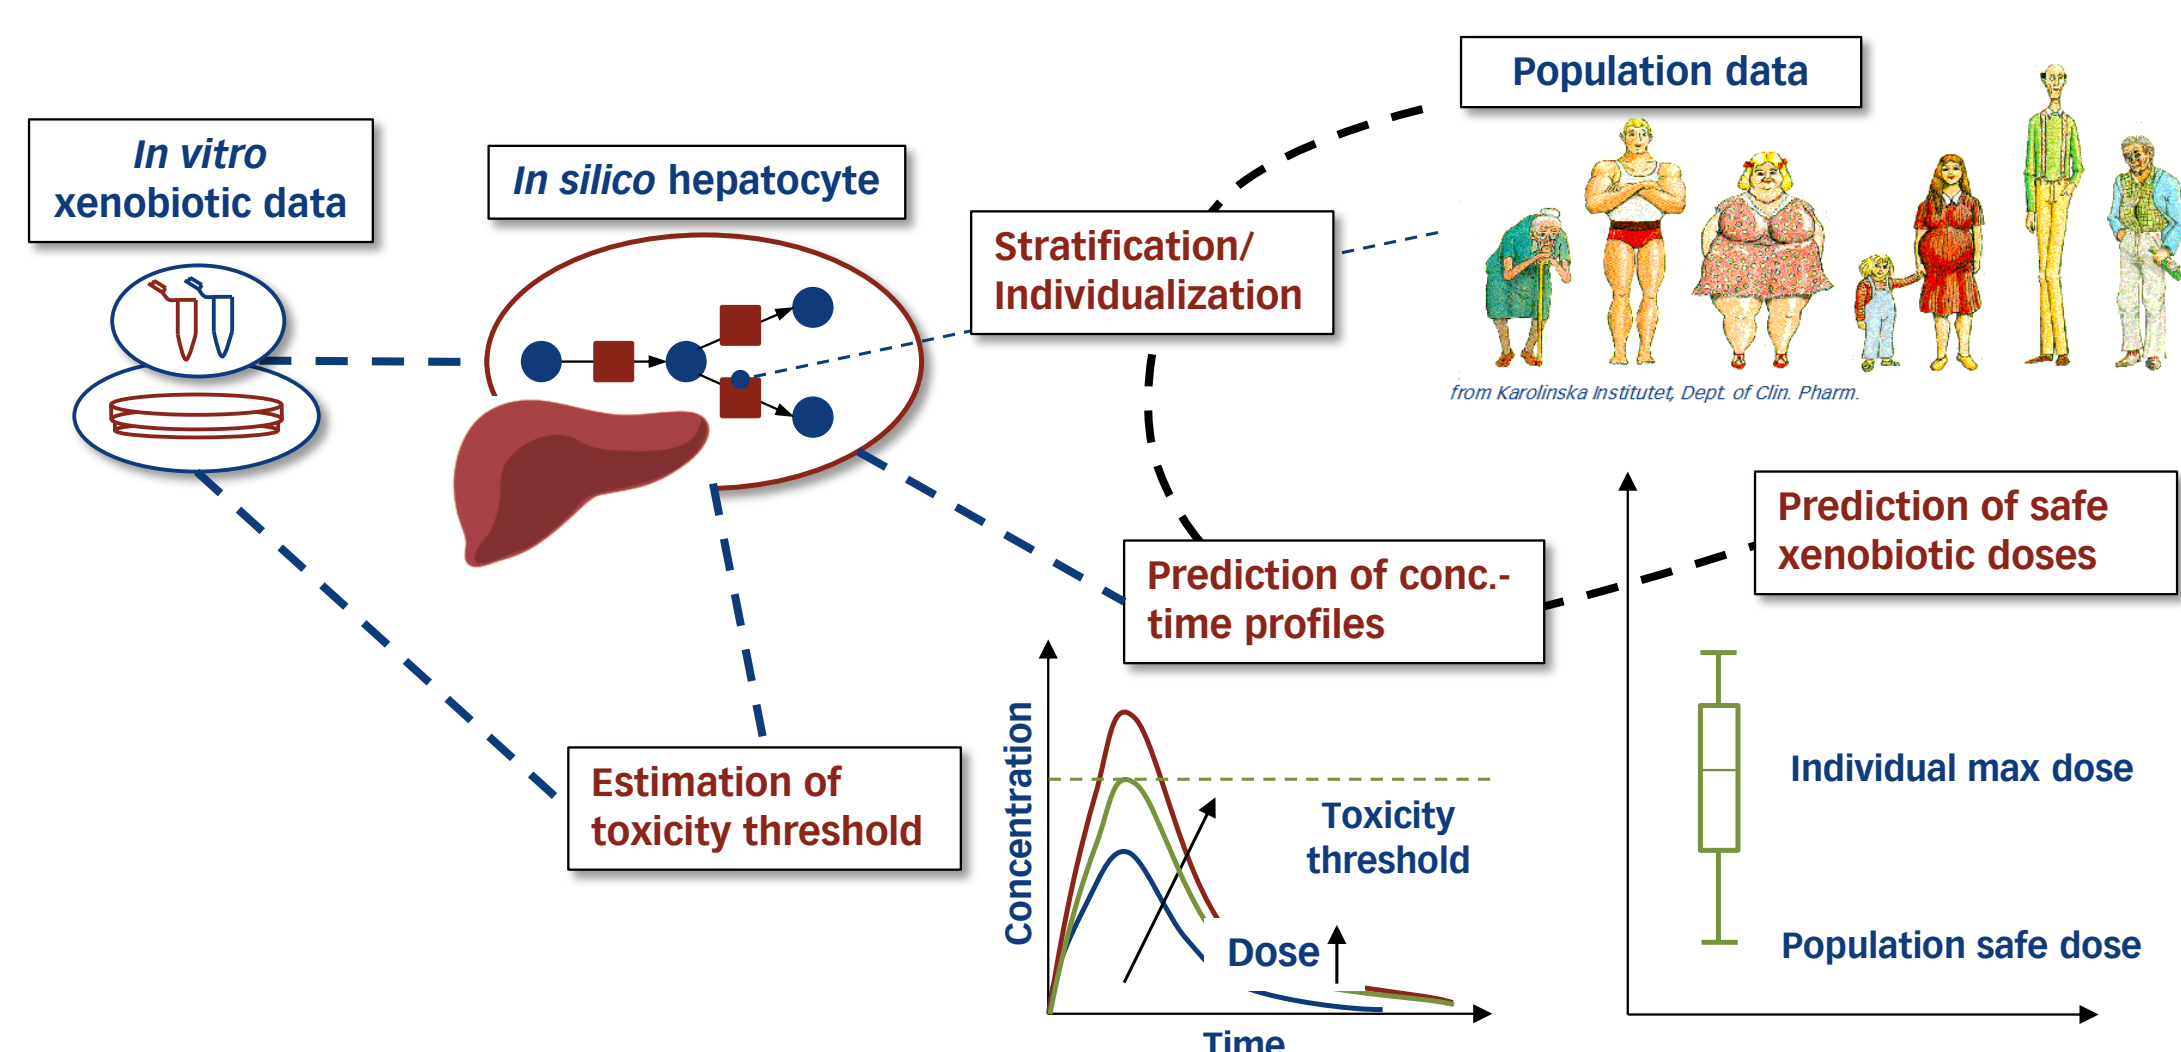 Population data
In vitro
xenobiotic data
In silico hepatocyte
Stratification/
Individualization
from Karolinska Institutet, Dept. of Clin. Pharm.
Prediction of safe
xenobiotic doses
Prediction of conc.-
time profiles
Estimation of
toxicity threshold
Concentration
Toxicity
threshold
Dose
Time
Individual max dose
Population safe dose